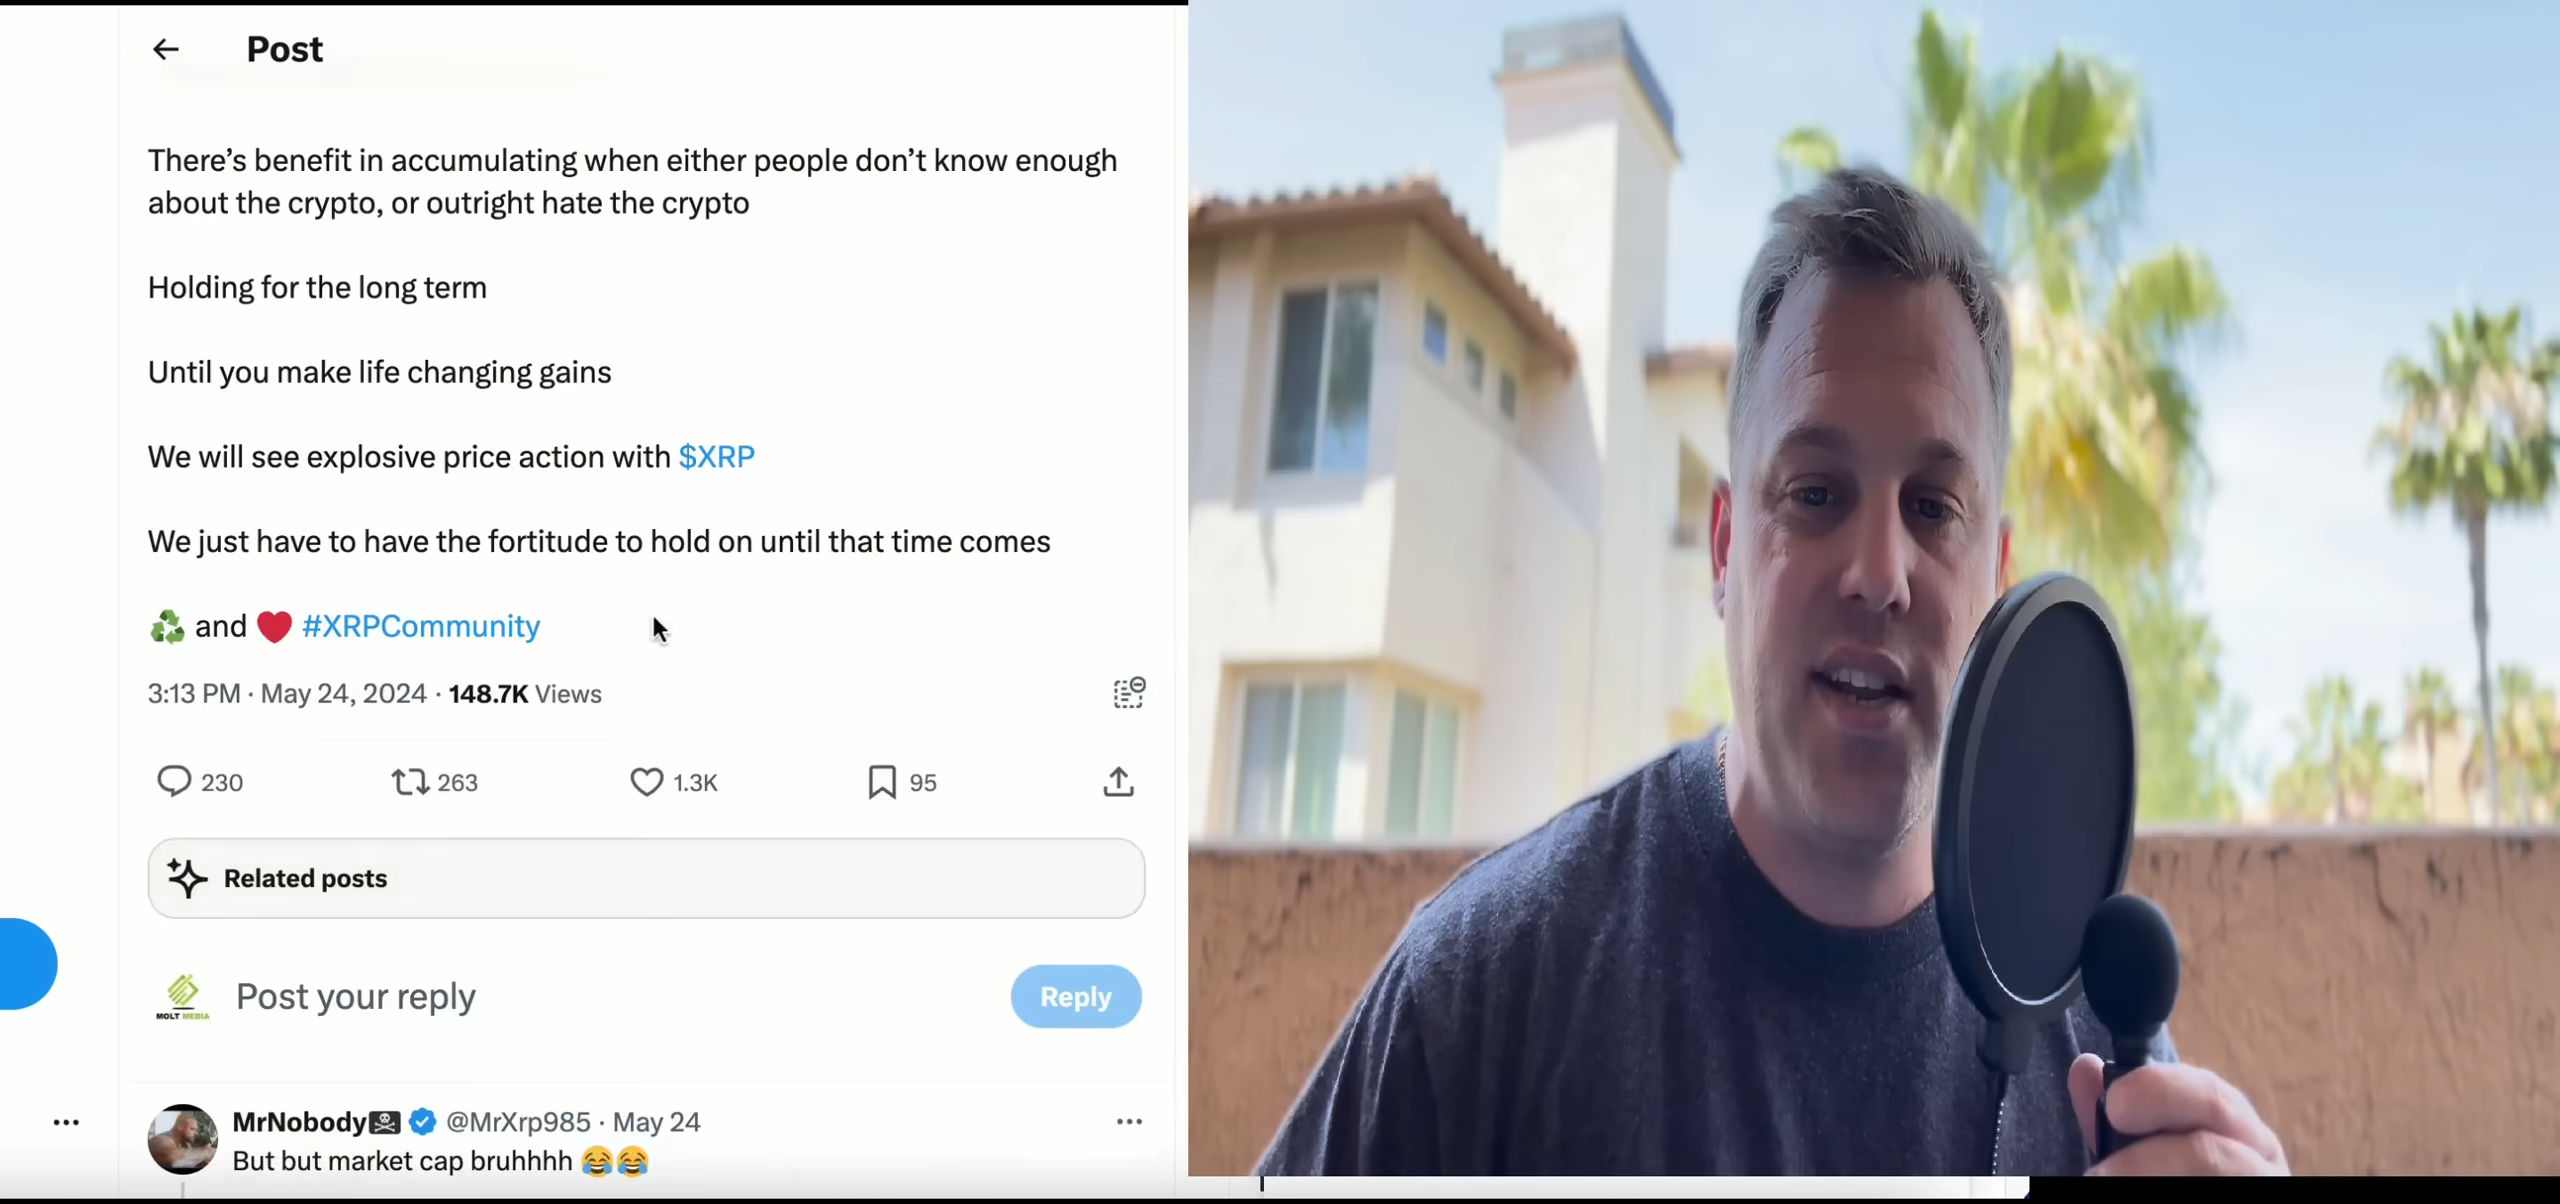 Post
There’s benefit in accumulating when either people don’t know enough
about the crypto, or outright hate the crypto
Holding for the long term
Until you make life changing gains
We will see explosive price action with $XRP
We just have to have the fortitude to hold on until that time comes
♻️ and ❤️ #XRPCommunity
3:13 PM · May 24, 2024 · 148.7K Views
230 263 1.3K 95
Related posts
MOLT MEDIA
Post your reply
Reply
MrNobody☠️ @MrXrp985 · May 24
But but market cap bruhhhh 😂😂